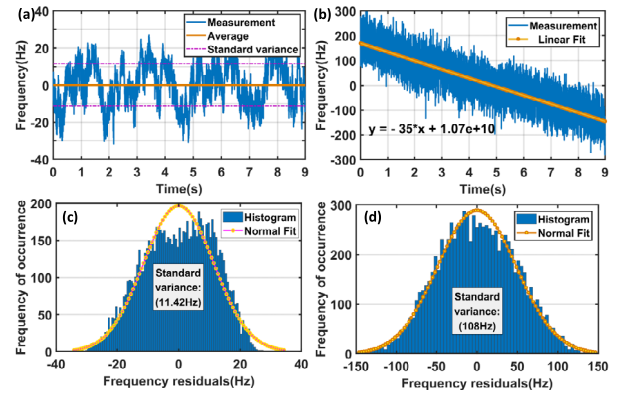 (a)
40
20
0
-20
-40
Frequency(Hz)
Measurement
Average
Standard variance
0 1 2 3 4 5 6 7 8 9
Time(s)
(b)
300
200
100
0
-100
-200
-300
Frequency(Hz)
Measurement
Linear Fit
y = - 35*x + 1.07e+10
0 1 2 3 4 5 6 7 8 9
Time(s)
(c)
200
150
100
50
0
Frequency of occurrence
Histogram
Normal Fit
Standard
variance:
(11.42Hz)
-40 -20 0 20 40
Frequency residuals(Hz)
(d)
300
200
100
0
Frequency of occurrence
Histogram
Normal Fit
Standard
variance:
(108Hz)
-150 -100 -50 0 50 100 150
Frequency residuals(Hz)